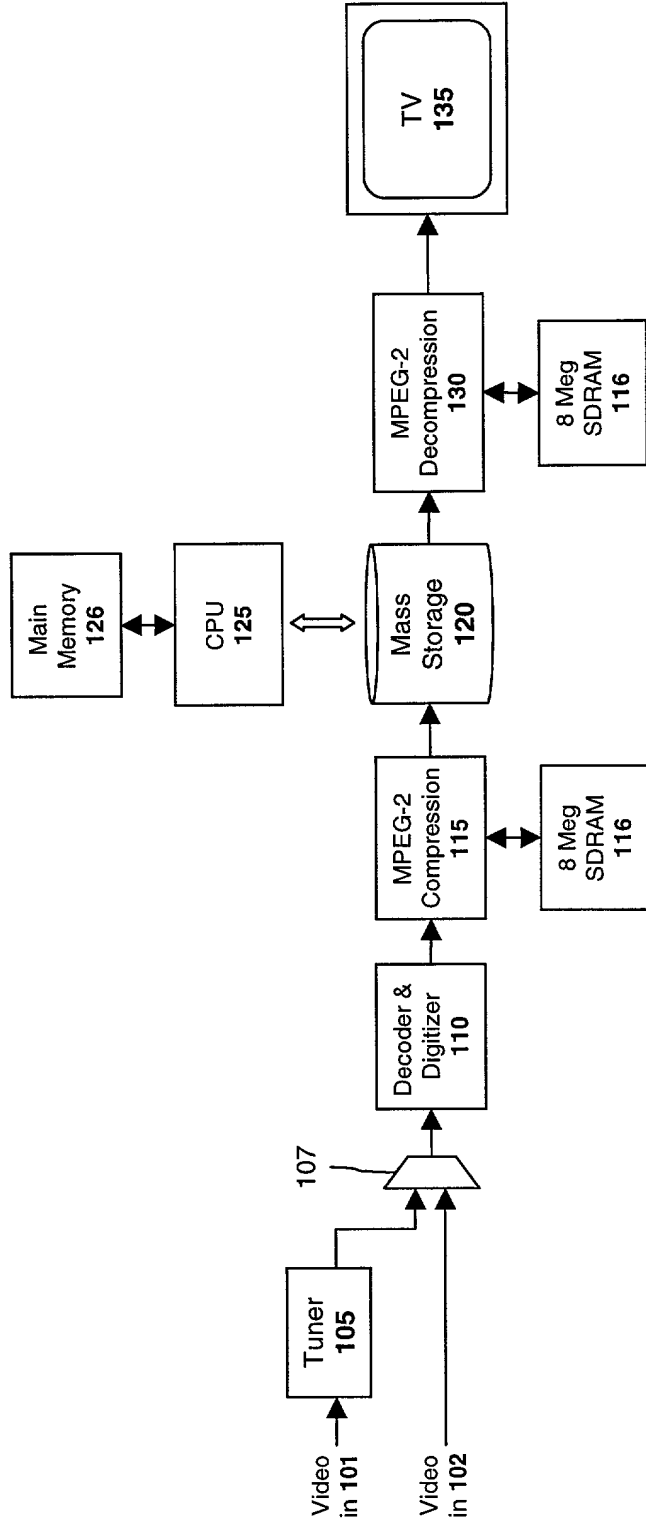 Video
in 101
Video
in 102
Tuner
105
107
Decoder &
Digitizer
110
MPEG-2
Compression
115
8 Meg
SDRAM
116
Main
Memory
126
CPU
125
Mass
Storage
120
MPEG-2
Decompression
130
8 Meg
SDRAM
116
TV
135